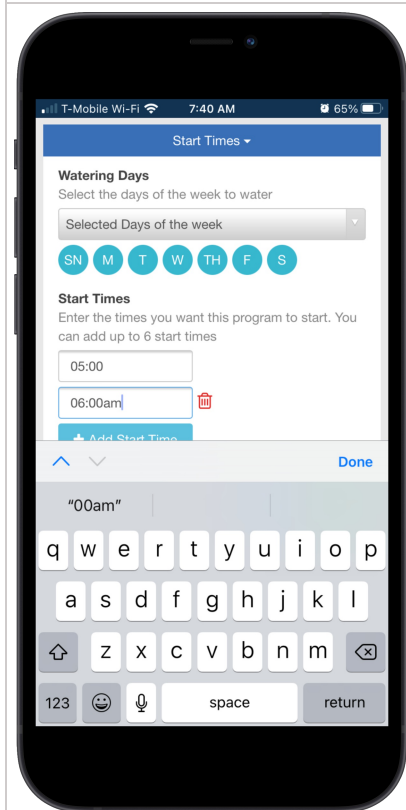 T-Mobile Wi-Fi 7:40 AM 65%
Start Times
Watering Days
Select the days of the week to water
Selected Days of the week
SN M T W TH F S
Start Times
Enter the times you want this program to start. You
can add up to 6 start times
05:00
06:00am
+ Add Start Time
Done
"00am"
q w e r t y u i o p
a s d f g h j k l
z x c v b n m
123 space return